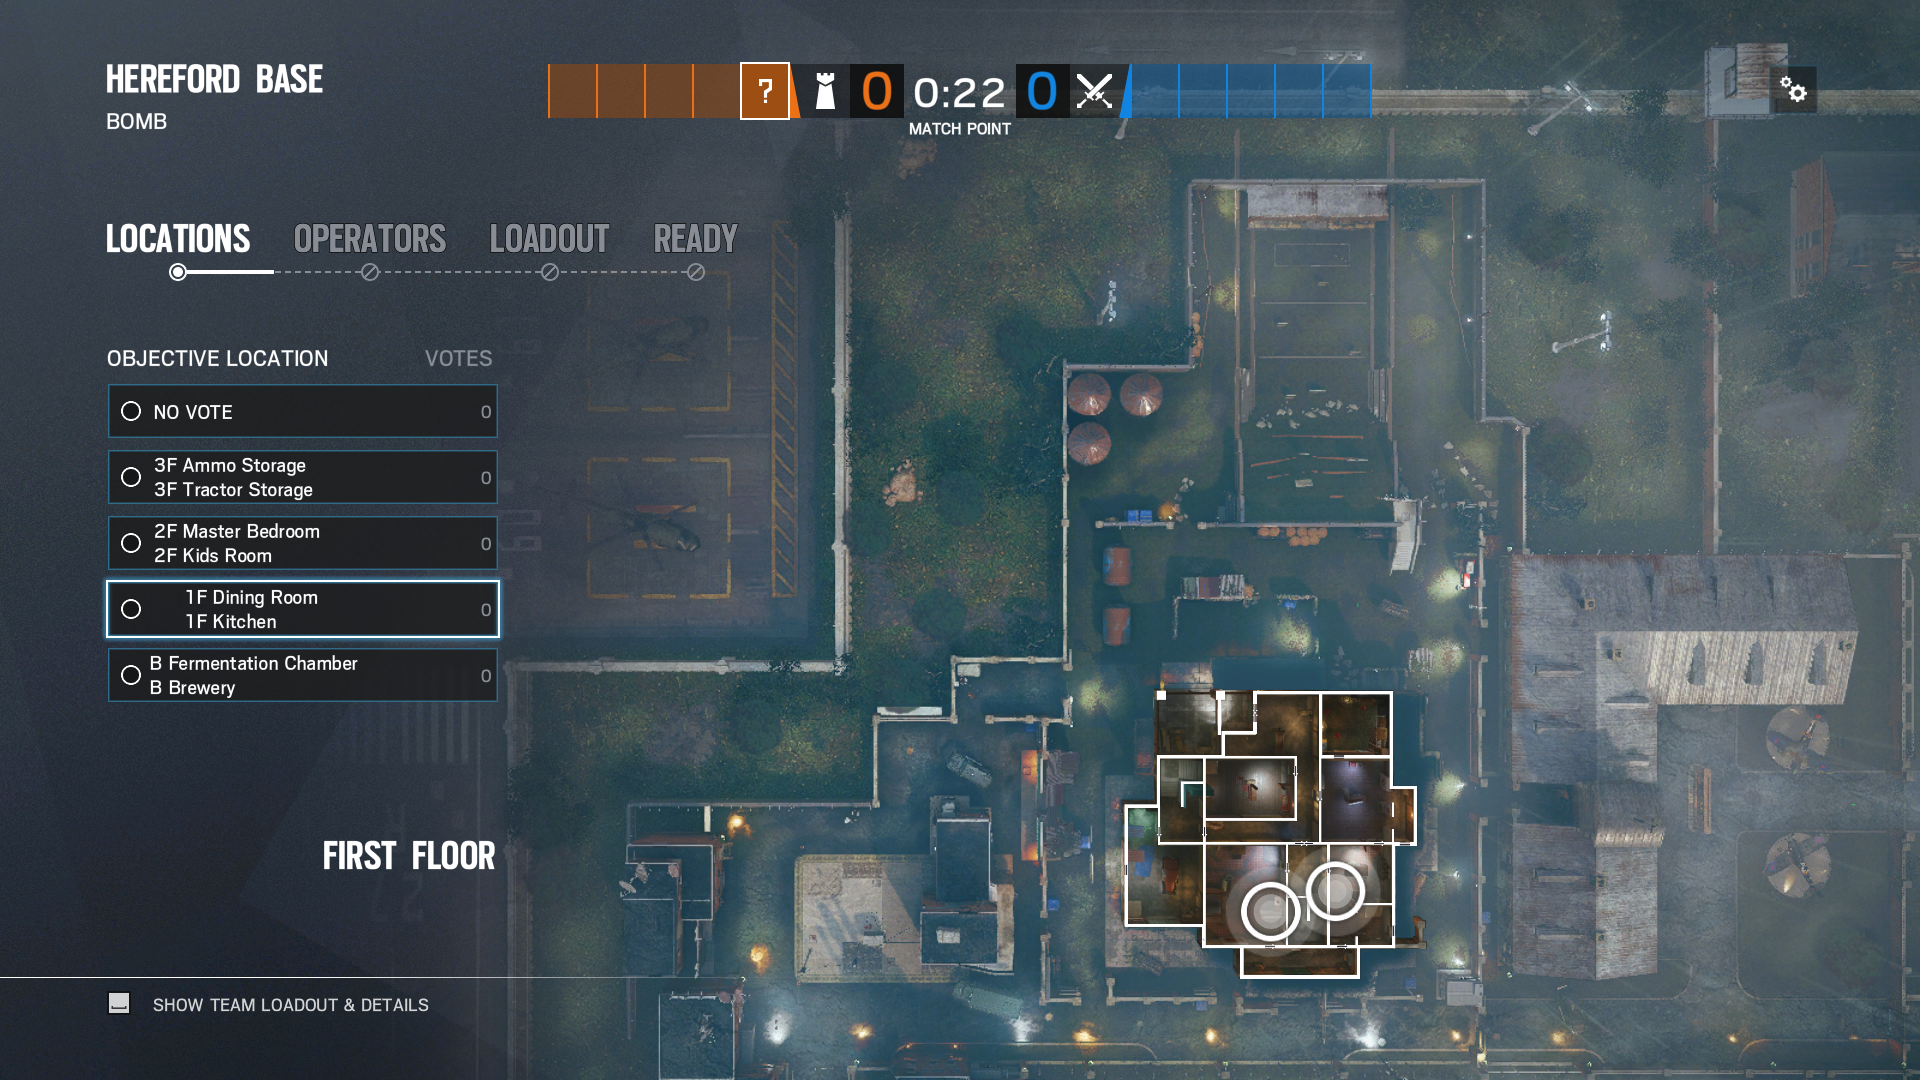 HEREFORD BASE
BOMB
?
0
0:22
0
MATCH POINT
LOCATIONS
OPERATORS
LOADOUT
READY
OBJECTIVE LOCATION
VOTES
NO VOTE
0
3F Ammo Storage
3F Tractor Storage
0
2F Master Bedroom
2F Kids Room
0
1F Dining Room
1F Kitchen
0
B Fermentation Chamber
B Brewery
0
FIRST FLOOR
SHOW TEAM LOADOUT & DETAILS